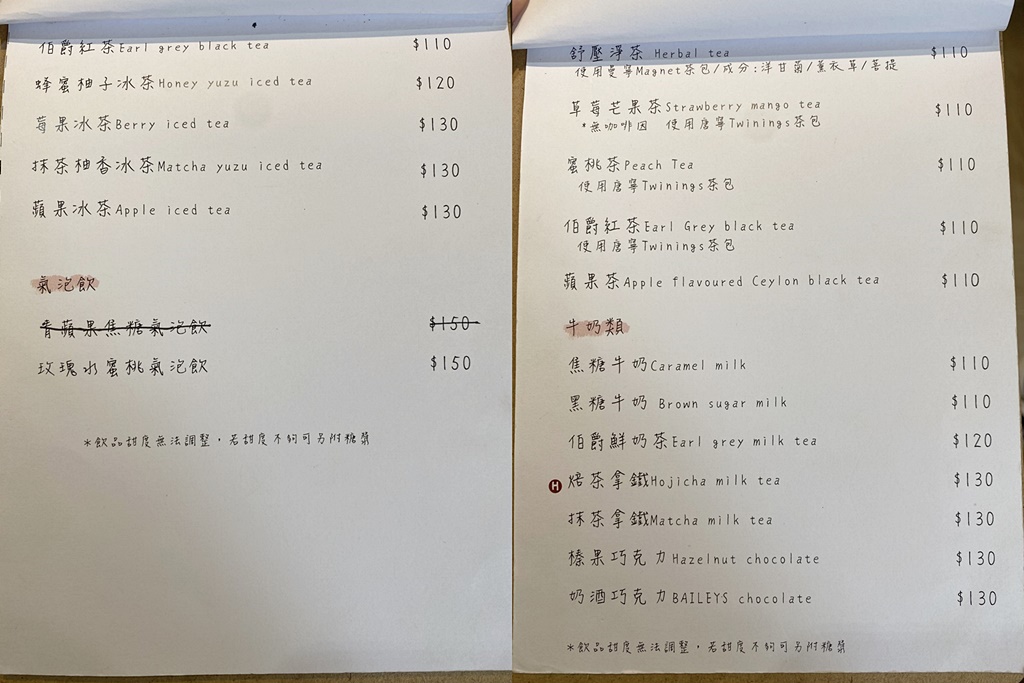 伯爵紅茶Earl grey black tea $110
蜂蜜柚子冰茶Honey yuzu iced tea $120
莓果冰茶Berry iced tea $130
抹茶柚香冰茶Matcha yuzu iced tea $130
蘋果冰茶Apple iced tea $130
氣泡飲
青蘋果焦糖氣泡飲 $150
玫瑰水蜜桃氣泡飲 $150
*飲品甜度無法調整，若甜度不夠可另附糖漿
舒壓淨茶 Herbal tea $110
使用曼寧Magnet茶包/成分:洋甘菊/薰衣草/菩提
草莓芒果茶Strawberry mango tea $110
*無咖啡因 使用唐寧Twinings茶包
蜜桃茶Peach Tea $110
使用唐寧Twinings茶包
伯爵紅茶Earl Grey black tea $110
使用唐寧Twinings茶包
蘋果茶Apple flavoured Ceylon black tea $110
牛奶類
焦糖牛奶Caramel milk $110
黑糖牛奶 Brown sugar milk $110
伯爵鮮奶茶Earl grey milk tea $120
H 焙茶拿鐵Hojicha milk tea $130
抹茶拿鐵Matcha milk tea $130
榛果巧克力Hazelnut chocolate $130
奶酒巧克力BAILEYS chocolate $130
*飲品甜度無法調整，若甜度不夠可另附糖漿